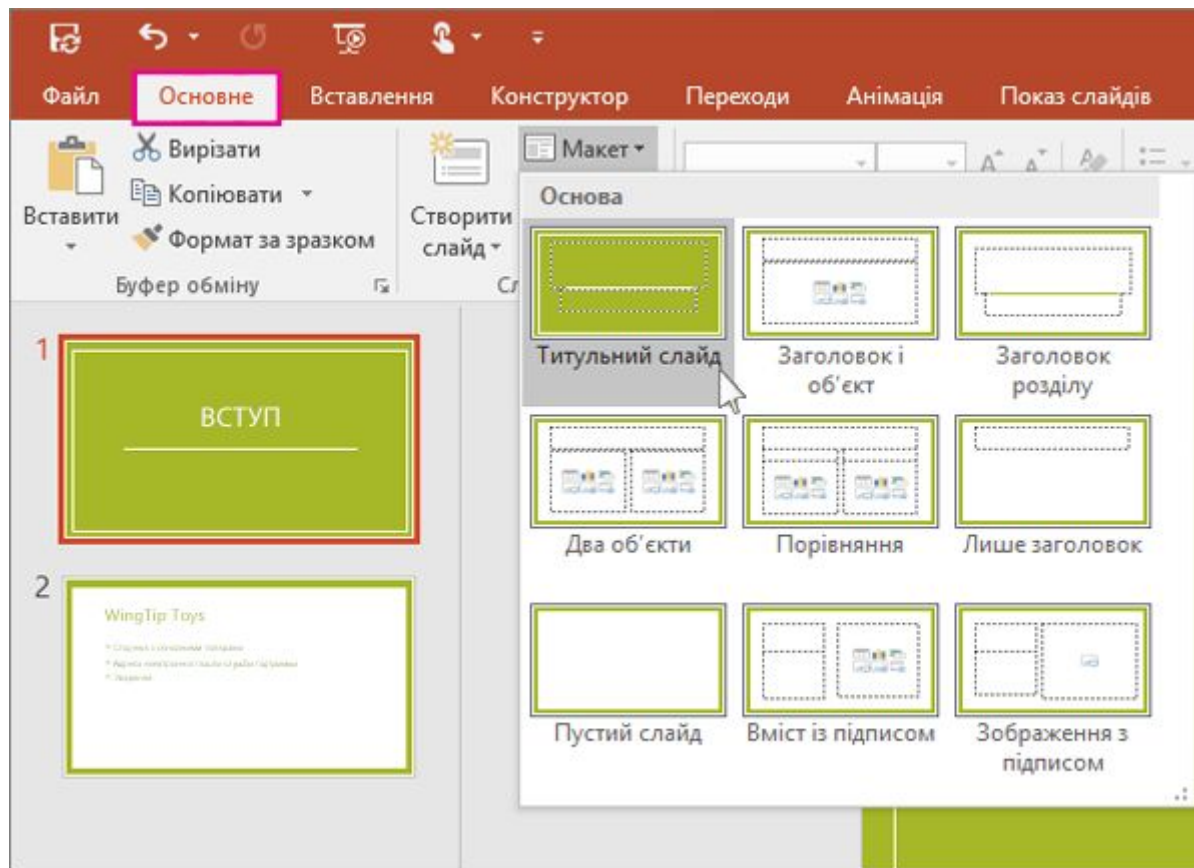 Файл Основне Вставлення Конструктор Переходи Анімація Показ слайдів
Вставити
Вирізати
Копіювати
Формат за зразком
Буфер обміну
Створити
слайд
Макет
Основа
Титульний слайд
Заголовок і
об'єкт
Заголовок
розділу
Два об'єкти
Порівняння
Лише заголовок
Пустий слайд
Вміст із підписом
Зображення з
підписом
1
ВСТУП
2
WingTip Toys